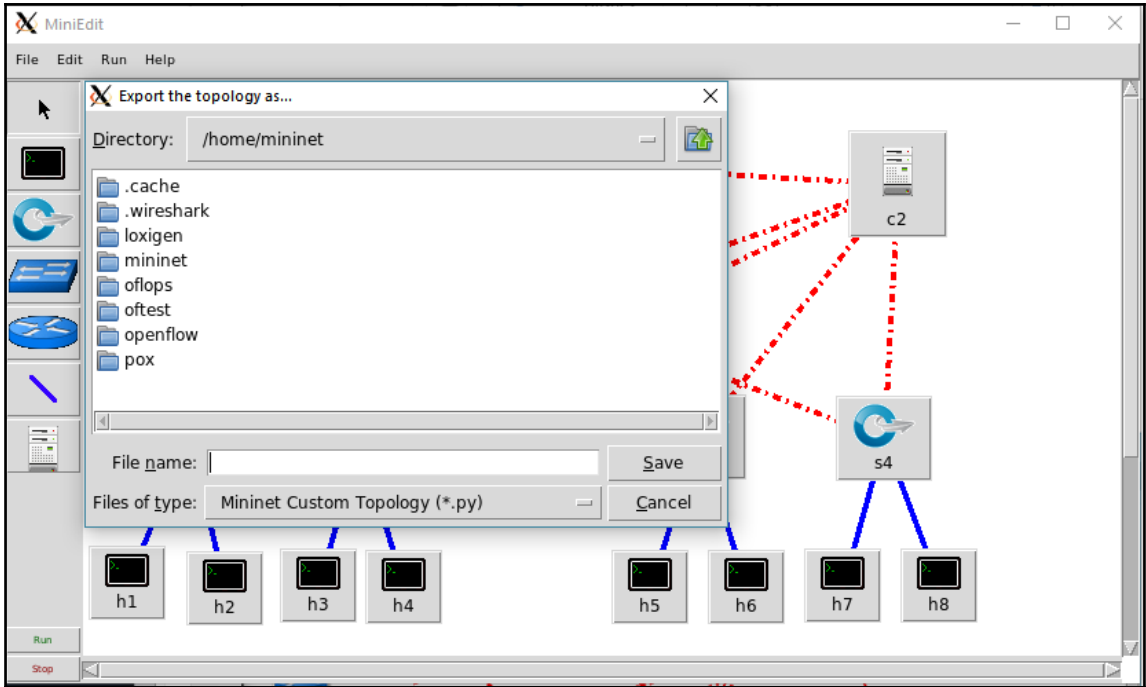 MiniEdit
File Edit Run Help
Export the topology as...
Directory: /home/mininet
.cache
.wireshark
loxigen
mininet
oflops
oftest
openflow
pox
File name: Save
Files of type: Mininet Custom Topology (*.py) Cancel
c2
s4
h1 h2 h3 h4 h5 h6 h7 h8
Run
Stop